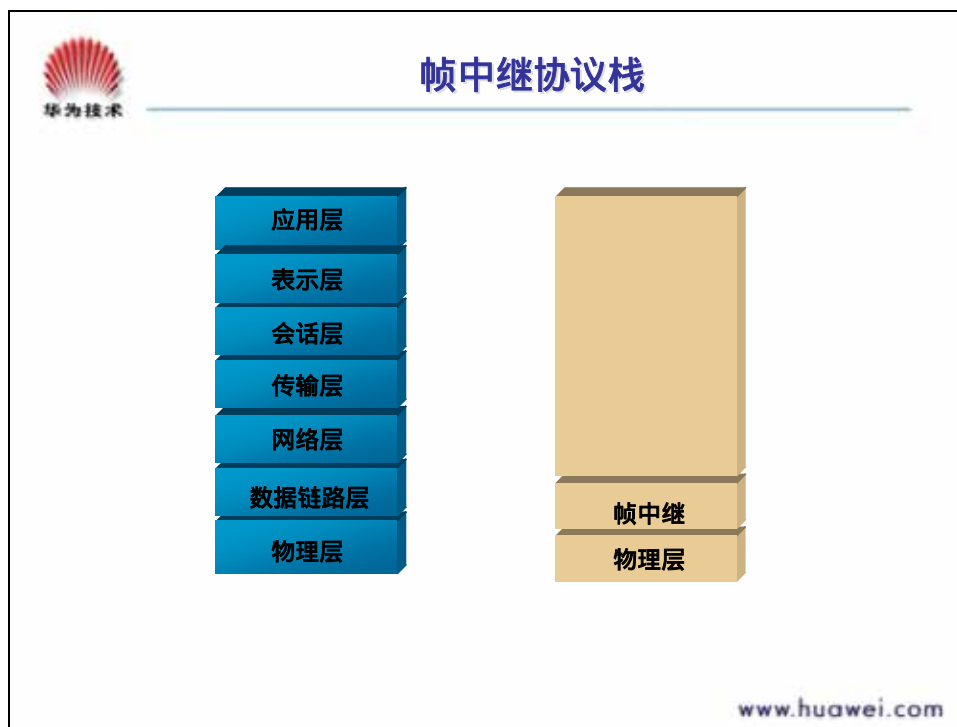 帧中继协议栈
华为技术
应用层
表示层
会话层
传输层
网络层
数据链路层
物理层
帧中继
物理层
www.huawei.com